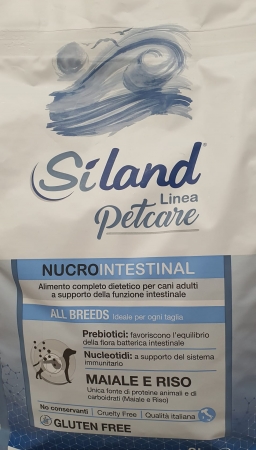 Siland®
Linea
Petcare
NUCROINTESTINAL
Alimento completo dietetico per cani adulti
a supporto della funzione intestinale
ALL BREEDS Ideale per ogni taglia
Prebiotici: favoriscono l'equilibrio
della flora batterica intestinale
Nucleotidi: a supporto del sistema
immunitario
MAIALE E RISO
Unica fonte di proteine animali e di
carboidrati (Maiale e Riso)
No conservanti | Cruelty Free | Qualità italiana
GLUTEN FREE